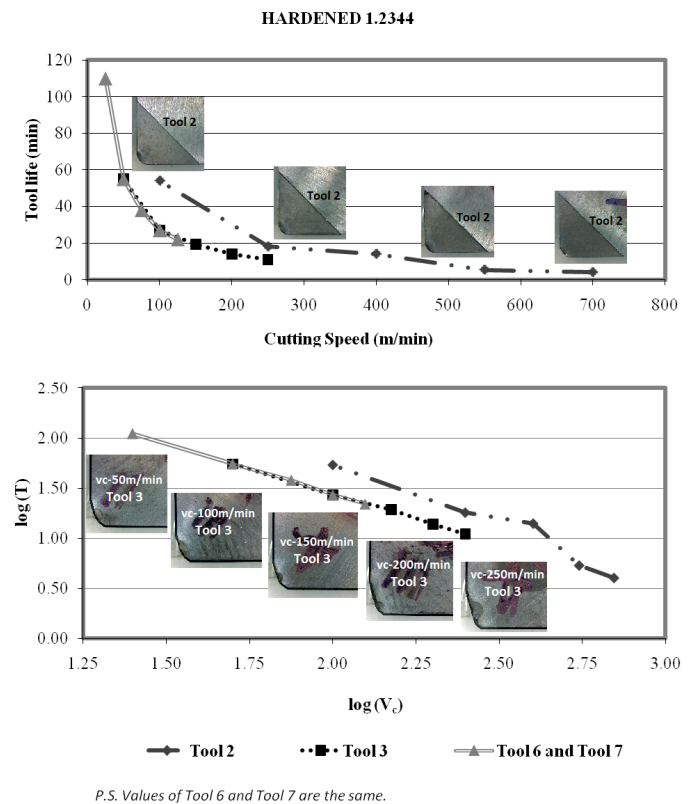 HARDENED 1.2344
120
100
80
60
40
20
0
Tool life (min)
Tool 2
Tool 2
Tool 2
Tool 2
0 100 200 300 400 500 600 700 800
Cutting Speed (m/min)
2.50
2.00
1.50
1.00
0.50
0.00
log (T)
vc-50m/min
Tool 3
vc-100m/min
Tool 3
vc-150m/min
Tool 3
vc-200m/min
Tool 3
vc-250m/min
Tool 3
1.25 1.50 1.75 2.00 2.25 2.50 2.75 3.00
log (Vc)
Tool 2 Tool 3 Tool 6 and Tool 7
P.S. Values of Tool 6 and Tool 7 are the same.